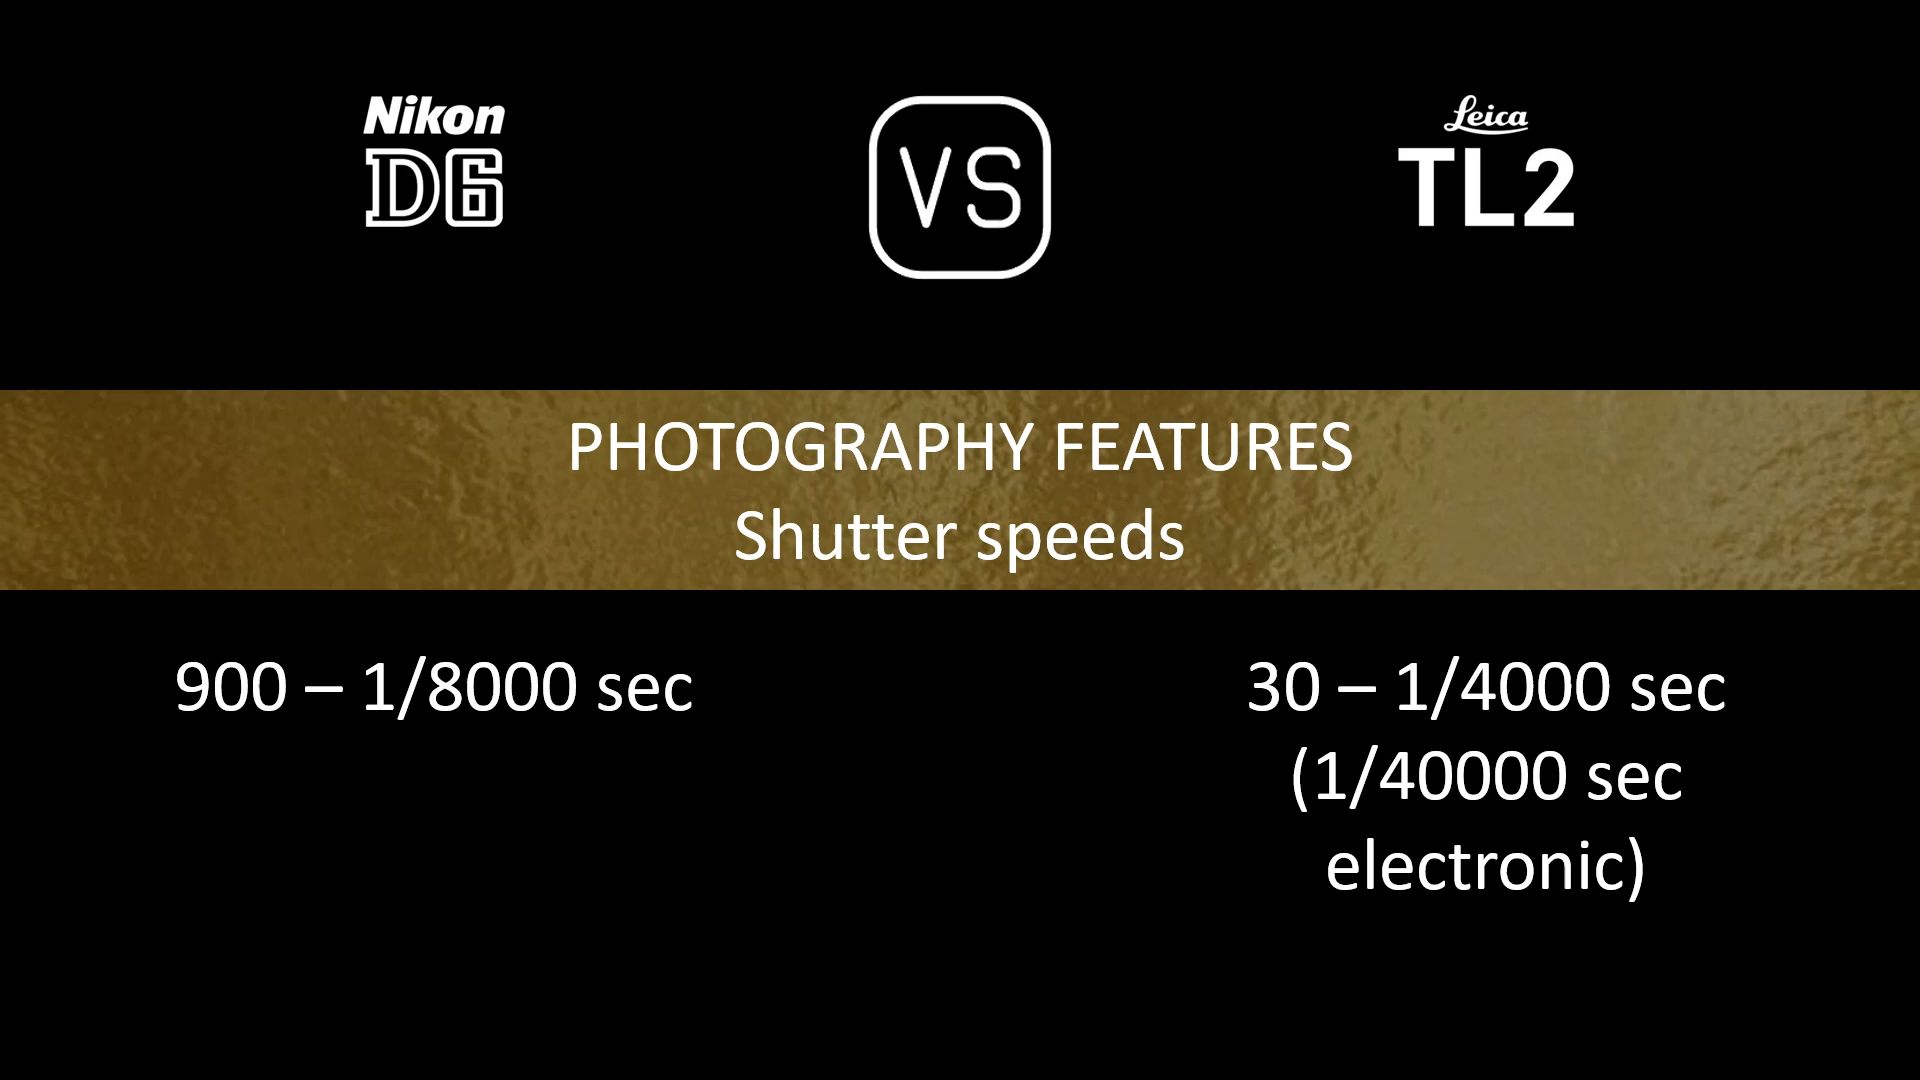 Nikon
D6
VS
Leica
TL2
PHOTOGRAPHY FEATURES
Shutter speeds
900 – 1/8000 sec
30 – 1/4000 sec
(1/40000 sec
electronic)